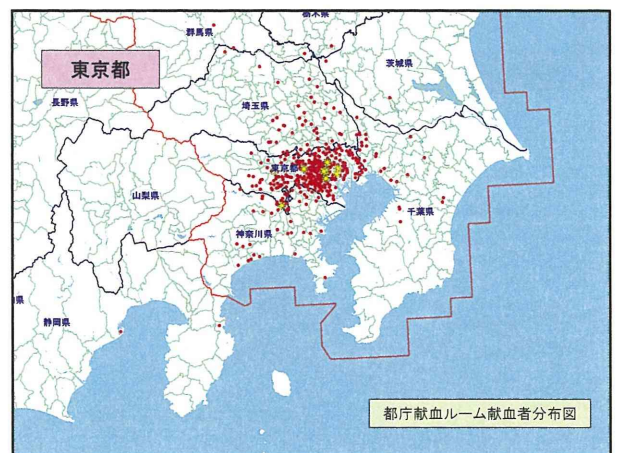 栃木県
群馬県
東京都
茨城県
長野県
埼玉県
東京都
山梨県
千葉県
神奈川県
静岡県
県
都庁献血ルーム献血者分布図